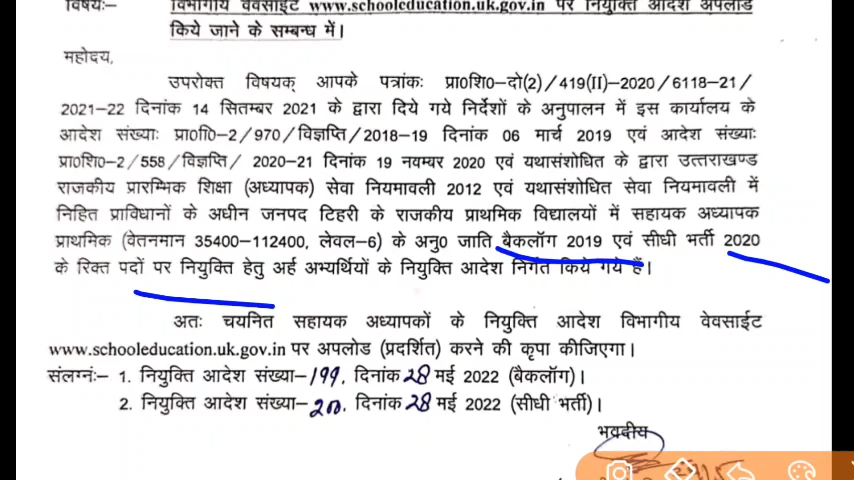 विषयः– विभागीय वेवसाईट www.schooleducation.uk.gov.in पर नियुक्ति आदेश अपलोड
किये जाने के सम्बन्ध में।
महोदय,
उपरोक्त विषयक् आपके पत्रांकः प्रा0शि0–दो(2)/419(II)–2020/6118–21/
2021–22 दिनांक 14 सितम्बर 2021 के द्वारा दिये गये निर्देशों के अनुपालन में इस कार्यालय के
आदेश संख्याः प्रा0शि0–2/970/विज्ञप्ति/2018–19 दिनांक 06 मार्च 2019 एवं आदेश संख्याः
प्रा0शि0–2/558/विज्ञप्ति/ 2020–21 दिनांक 19 नवम्बर 2020 एवं यथासंशोधित के द्वारा उत्तराखण्ड
राजकीय प्रारम्भिक शिक्षा (अध्यापक) सेवा नियमावली 2012 एवं यथासंशोधित सेवा नियमावली में
निहित प्राविधानों के अधीन जनपद टिहरी के राजकीय प्राथमिक विद्यालयों में सहायक अध्यापक
प्राथमिक (वेतनमान 35400–112400, लेवल–6) के अनु0 जाति बैकलॉग 2019 एवं सीधी भर्ती 2020
के रिक्त पदों पर नियुक्ति हेतु अर्ह अभ्यर्थियों के नियुक्ति आदेश निर्गत किये गये हैं।
अतः चयनित सहायक अध्यापकों के नियुक्ति आदेश विभागीय वेवसाईट
www.schooleducation.uk.gov.in पर अपलोड (प्रदर्शित) करने की कृपा कीजिएगा।
संलग्नः– 1. नियुक्ति आदेश संख्या–199, दिनांक 28 मई 2022 (बैकलॉग)।
2. नियुक्ति आदेश संख्या–200, दिनांक 28 मई 2022 (सीधी भर्ती)।
भवदीय